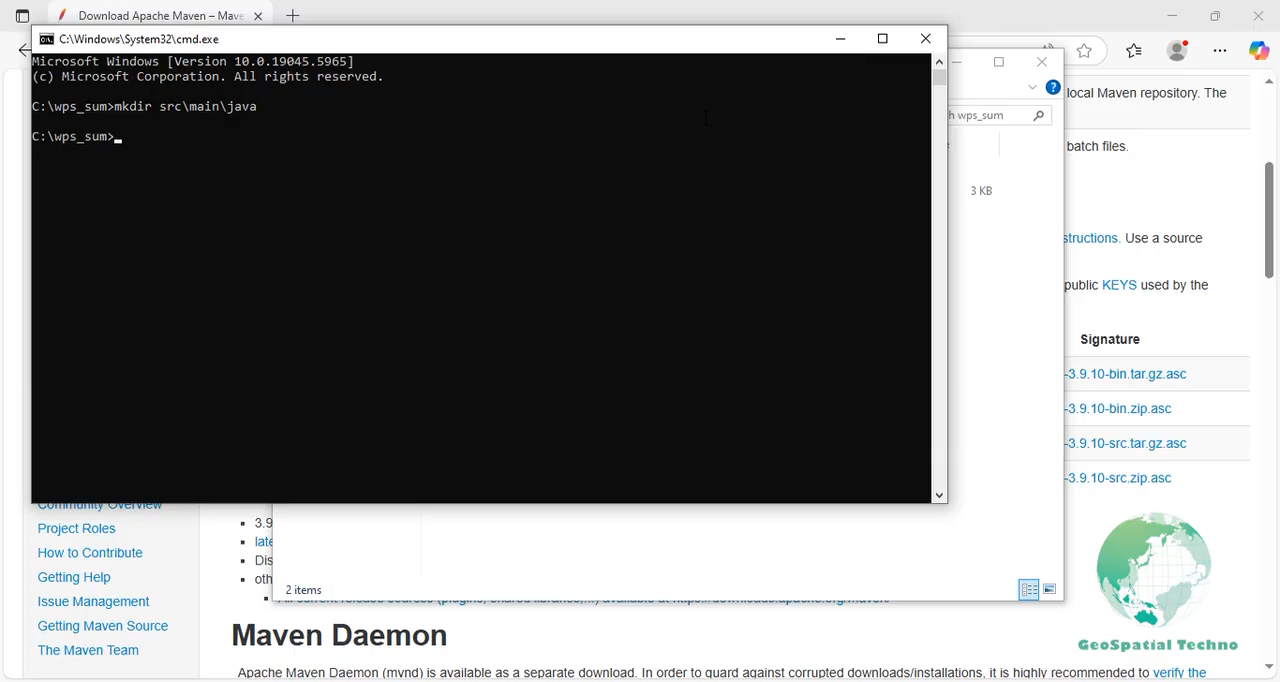 Download Apache Maven – Mave
C:\Windows\System32\cmd.exe
Microsoft Windows [Version 10.0.19045.5965]
(c) Microsoft Corporation. All rights reserved.
C:\wps_sum>mkdir src\main\java
C:\wps_sum>
h wps_sum
3 KB
2 items
local Maven repository. The
batch files.
structions. Use a source
public KEYS used by the
Signature
-3.9.10-bin.tar.gz.asc
-3.9.10-bin.zip.asc
-3.9.10-src.tar.gz.asc
-3.9.10-src.zip.asc
Community Overview
Project Roles
How to Contribute
Getting Help
Issue Management
Getting Maven Source
The Maven Team
3.9
late
Dis
oth
Maven Daemon
Apache Maven Daemon (mvnd) is available as a separate download. In order to guard against corrupted downloads/installations, it is highly recommended to verify the
GeoSpatial Techno